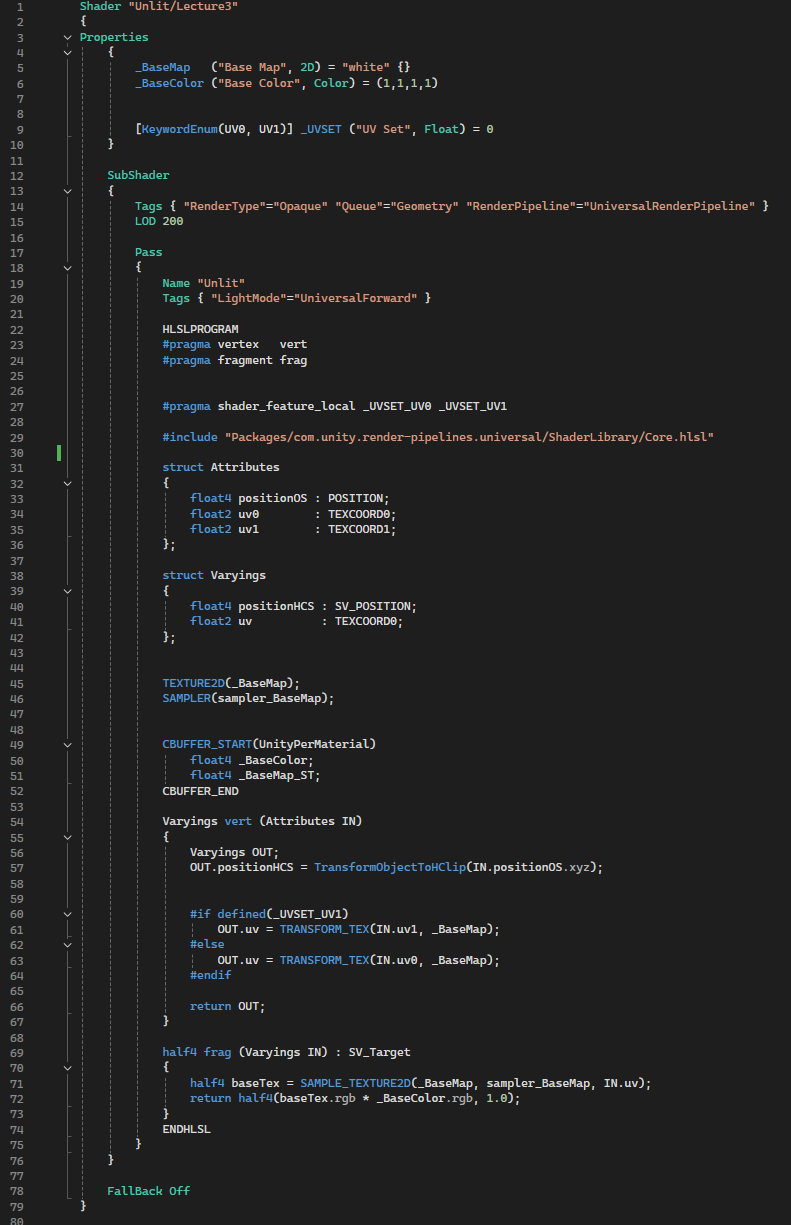 1 Shader "Unlit/Lecture3"
2 {
3 Properties
4 {
5 _BaseMap ("Base Map", 2D) = "white" {}
6 _BaseColor ("Base Color", Color) = (1,1,1,1)
7
8
9 [KeywordEnum(UV0, UV1)] _UVSET ("UV Set", Float) = 0
10 }
11
12 SubShader
13 {
14 Tags { "RenderType"="Opaque" "Queue"="Geometry" "RenderPipeline"="UniversalRenderPipeline" }
15 LOD 200
16
17 Pass
18 {
19 Name "Unlit"
20 Tags { "LightMode"="UniversalForward" }
21
22 HLSLPROGRAM
23 #pragma vertex vert
24 #pragma fragment frag
25
26
27 #pragma shader_feature_local _UVSET_UV0 _UVSET_UV1
28
29 #include "Packages/com.unity.render-pipelines.universal/ShaderLibrary/Core.hlsl"
30
31 struct Attributes
32 {
33 float4 positionOS : POSITION;
34 float2 uv0 : TEXCOORD0;
35 float2 uv1 : TEXCOORD1;
36 };
37
38 struct Varyings
39 {
40 float4 positionHCS : SV_POSITION;
41 float2 uv : TEXCOORD0;
42 };
43
44
45 TEXTURE2D(_BaseMap);
46 SAMPLER(sampler_BaseMap);
47
48
49 CBUFFER_START(UnityPerMaterial)
50 float4 _BaseColor;
51 float4 _BaseMap_ST;
52 CBUFFER_END
53
54 Varyings vert (Attributes IN)
55 {
56 Varyings OUT;
57 OUT.positionHCS = TransformObjectToHClip(IN.positionOS.xyz);
58
59
60 #if defined(_UVSET_UV1)
61 OUT.uv = TRANSFORM_TEX(IN.uv1, _BaseMap);
62 #else
63 OUT.uv = TRANSFORM_TEX(IN.uv0, _BaseMap);
64 #endif
65
66 return OUT;
67 }
68
69 half4 frag (Varyings IN) : SV_Target
70 {
71 half4 baseTex = SAMPLE_TEXTURE2D(_BaseMap, sampler_BaseMap, IN.uv);
72 return half4(baseTex.rgb * _BaseColor.rgb, 1.0);
73 }
74 ENDHLSL
75 }
76 }
77
78 FallBack Off
79 }
80